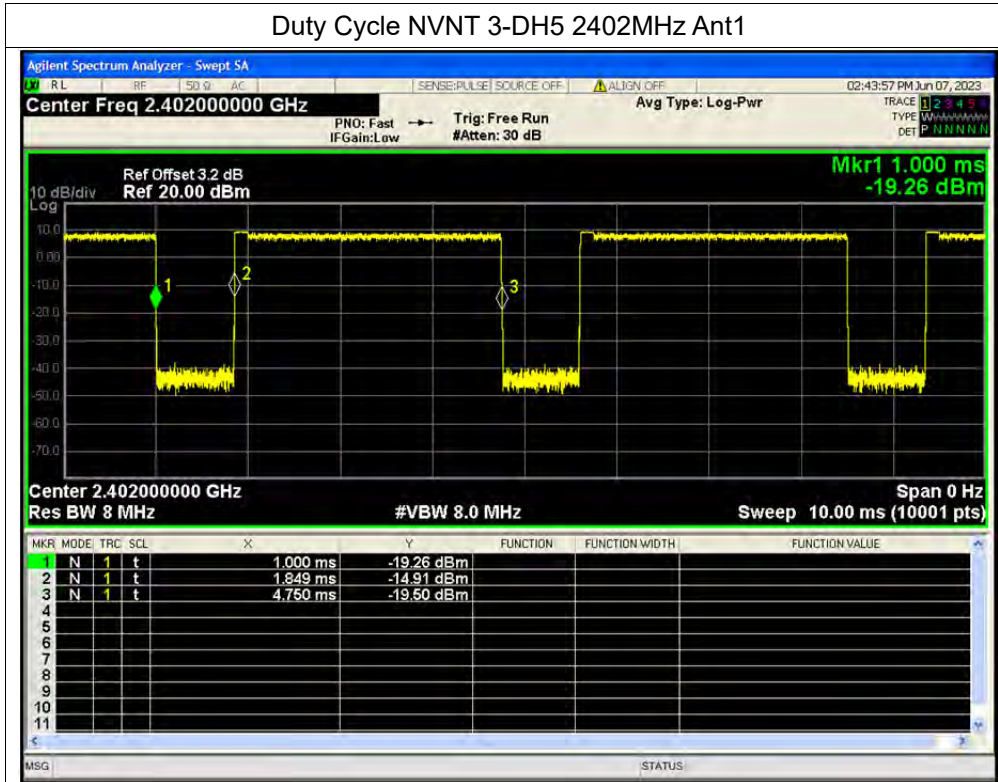 Duty Cycle NVNT 3-DH5 2402MHz Ant1
Agilent Spectrum Analyzer - Swept SA
RL RF 50 Ω AC SENSE:PULSE SOURCE OFF ALIGN OFF 02:43:57 PM Jun 07, 2023
Center Freq 2.402000000 GHz Avg Type: Log-Pwr TRACE 1 2 3 4 5 6
PNO: Fast Trig: Free Run TYPE W
IFGain:Low #Atten: 30 dB DET P N N N N N
Mkr1 1.000 ms
Ref Offset 3.2 dB
10 dB/div Ref 20.00 dBm -19.26 dBm
Log
10.0
0.00
-10.0
1
2
3
-20.0
-30.0
-40.0
-50.0
-60.0
-70.0
Center 2.402000000 GHz Span 0 Hz
Res BW 8 MHz #VBW 8.0 MHz Sweep 10.00 ms (10001 pts)
MKR MODE TRC SCL X Y FUNCTION FUNCTION WIDTH FUNCTION VALUE
1 N 1 t 1.000 ms -19.26 dBm
2 N 1 t 1.849 ms -14.91 dBm
3 N 1 t 4.750 ms -19.50 dBm
4
5
6
7
8
9
10
11
MSG STATUS